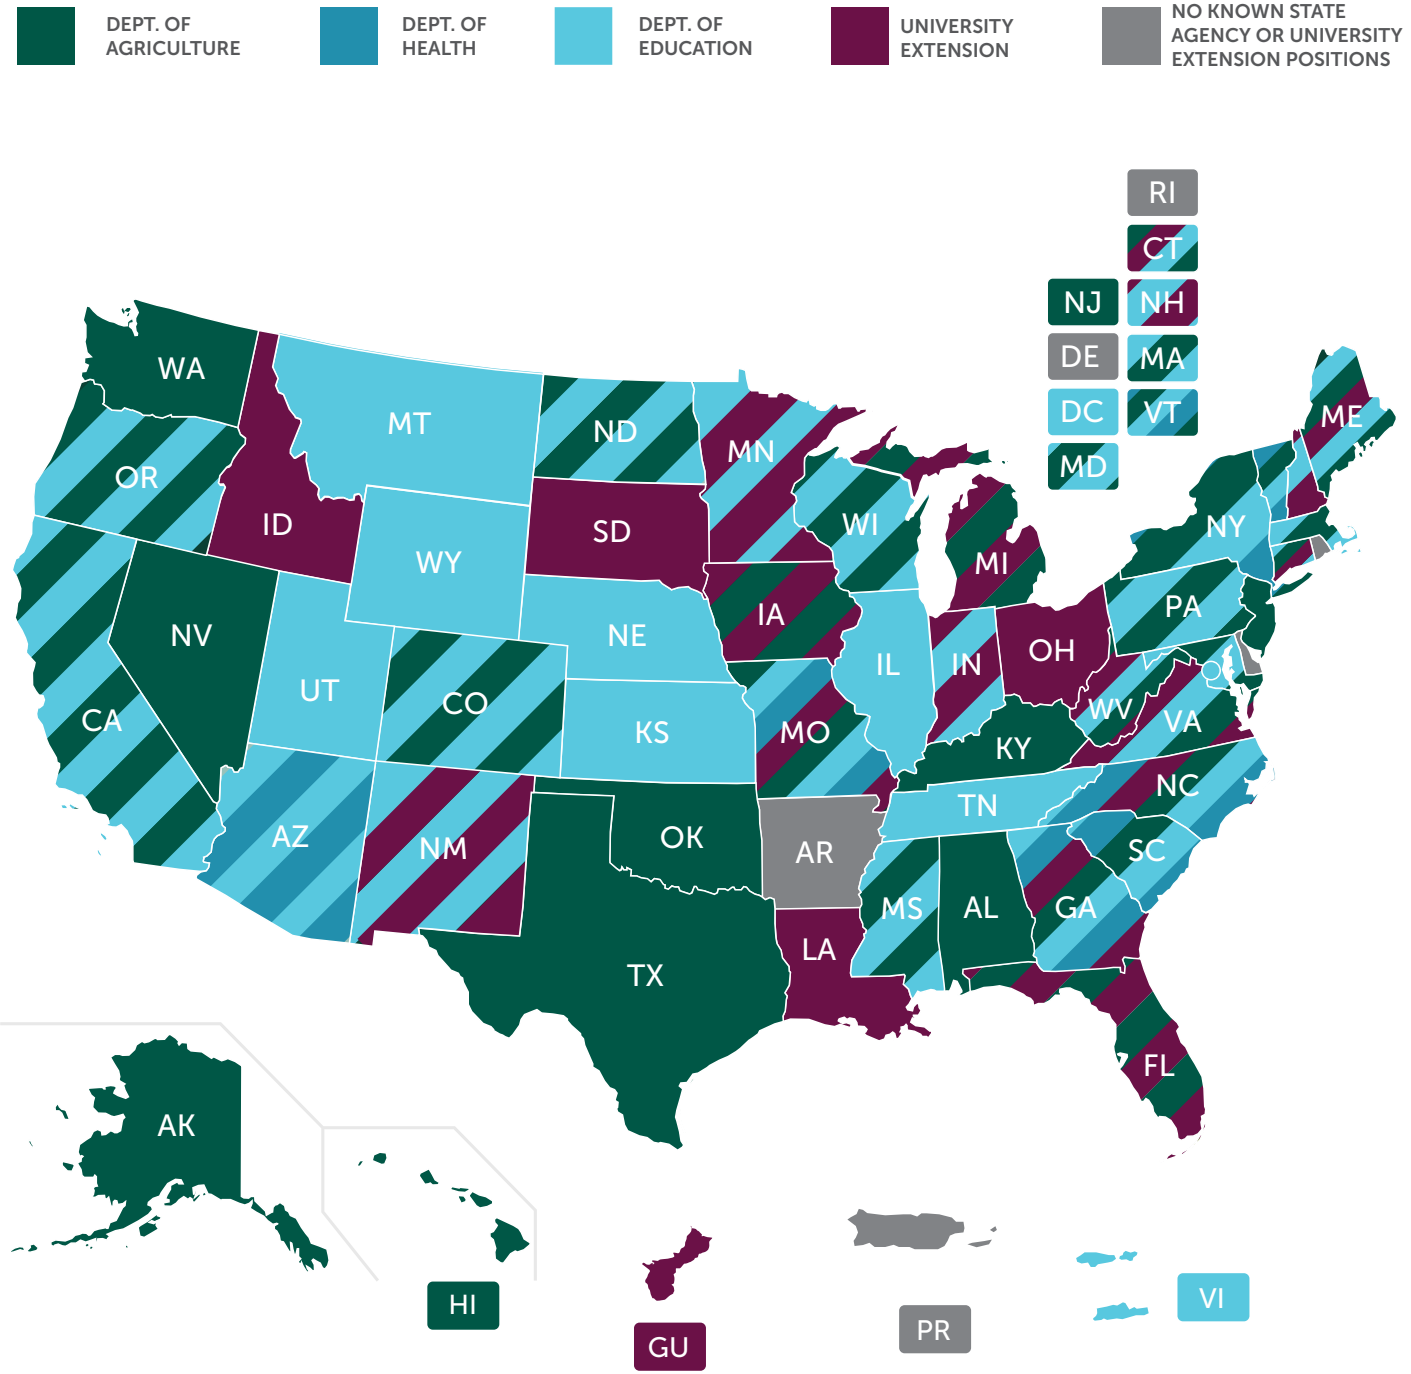 DEPT. OF
AGRICULTURE
DEPT. OF
HEALTH
DEPT. OF
EDUCATION
UNIVERSITY
EXTENSION
NO KNOWN STATE
AGENCY OR UNIVERSITY
EXTENSION POSITIONS
RI
CT
NJ
NH
DE
MA
DC
VT
MD
WA
MT
ND
MN
ME
OR
ID
SD
WI
NY
WY
MI
IA
PA
NV
NE
IL
IN
OH
UT
CO
KS
MO
WV
VA
CA
KY
NC
TN
AZ
NM
OK
AR
SC
MS
AL
GA
LA
TX
FL
AK
HI
GU
PR
VI